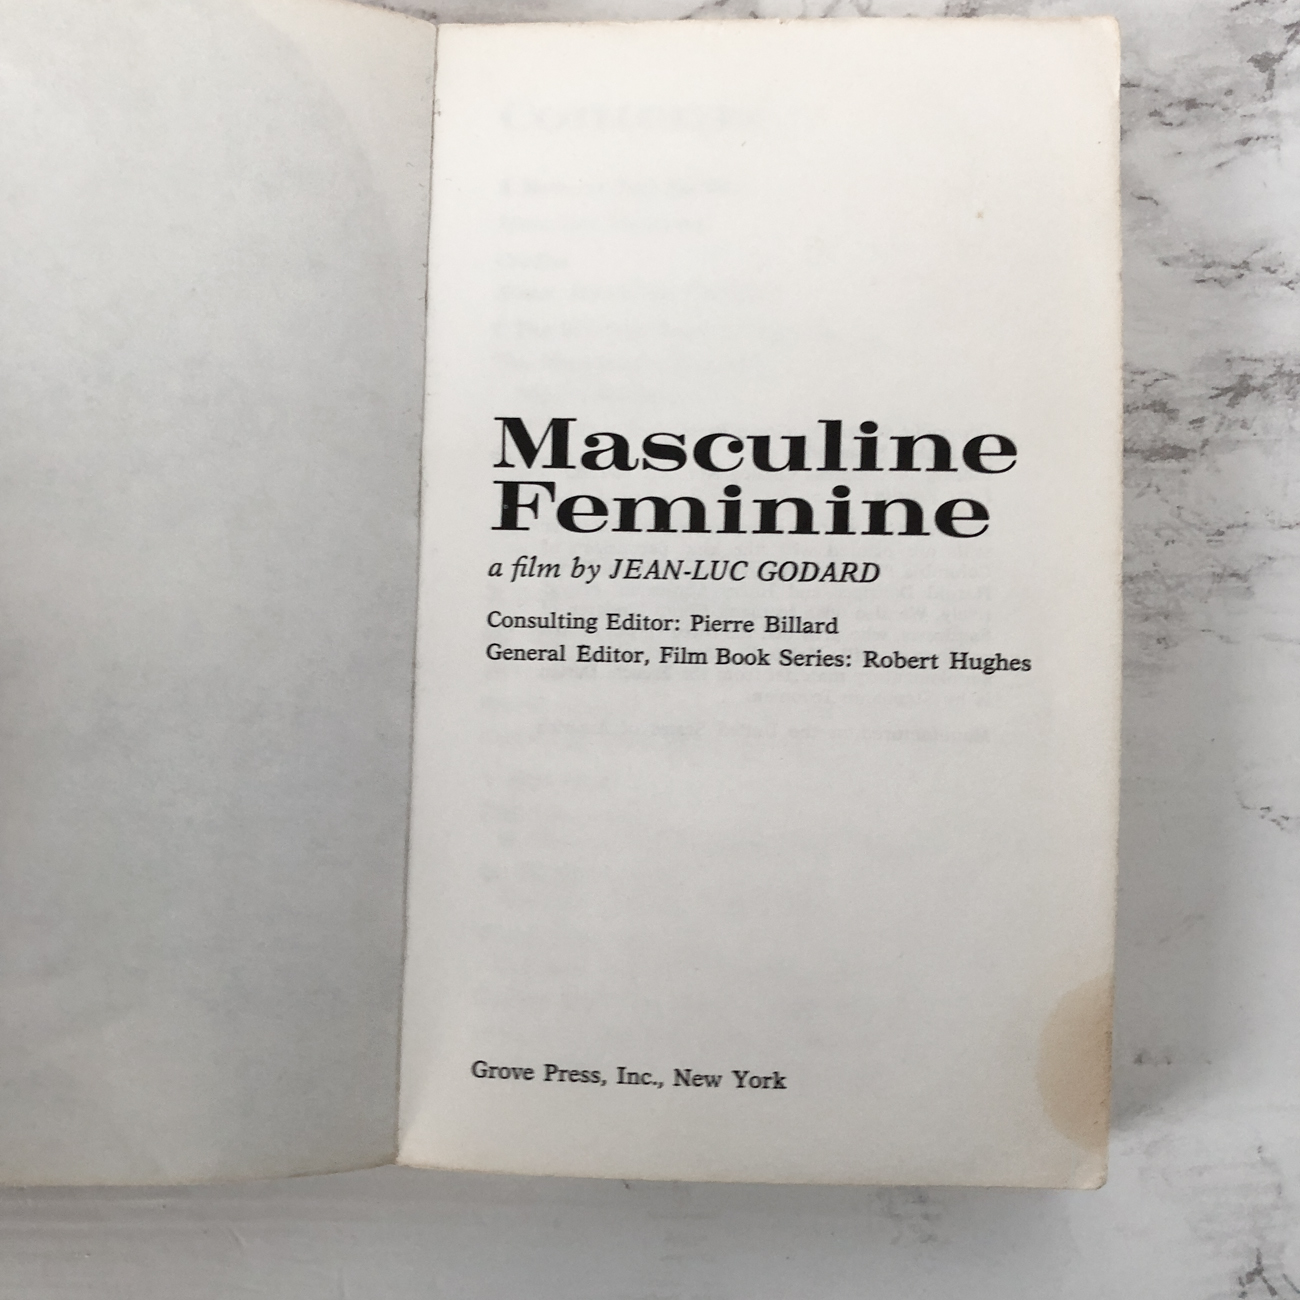 Masculine
Feminine
a film by JEAN-LUC GODARD
Consulting Editor: Pierre Billard
General Editor, Film Book Series: Robert Hughes
Grove Press, Inc., New York